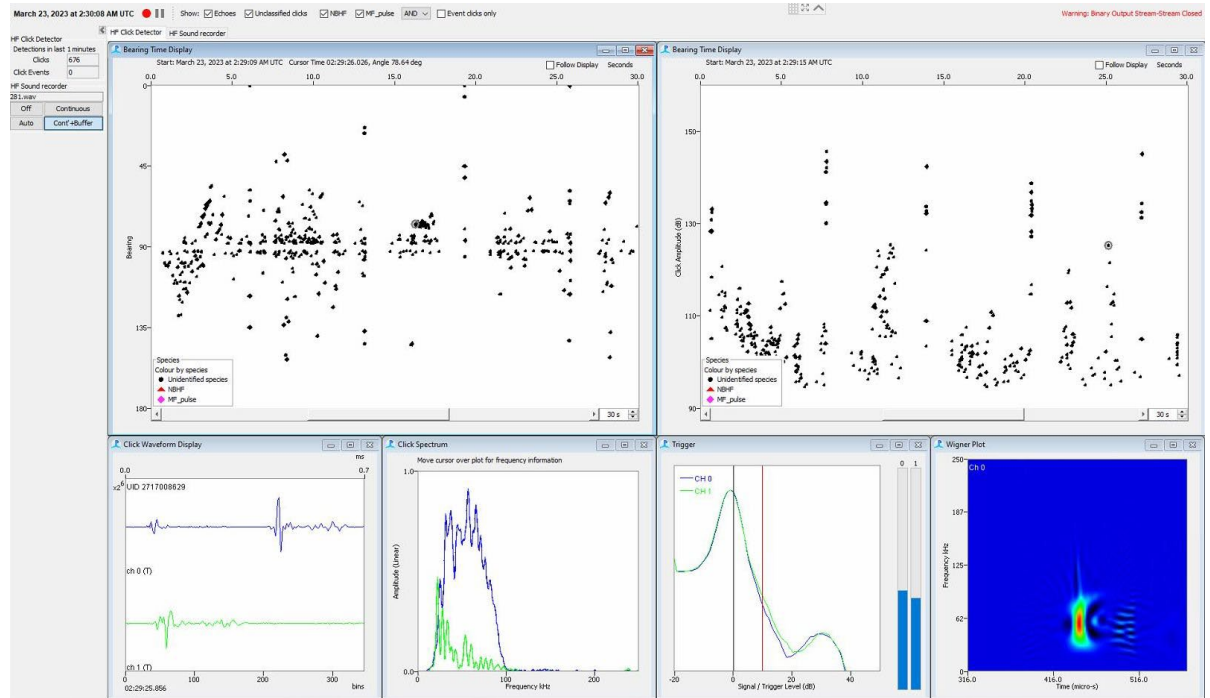 March 23, 2023 at 2:30:08 AM UTC Show: Echoes Unclassified clicks NBHF MF_pulse AND Event clicks only Warning: Binary Output Stream-Stream Closed
HF Click Detector HF Sound recorder
HF Click Detector
Detections in last 1 minutes
Clicks 676
Click Events 0
HF Sound recorder
281.wav
Off Continuous
Auto Cont'+Buffer
Bearing Time Display
Start: March 23, 2023 at 2:29:09 AM UTC Cursor Time 02:29:26.026, Angle 78.64 deg Follow Display Seconds
0.0 5.0 10.0 15.0 20.0 25.0 30.0
0
45
90
135
180
Bearing
Species
Colour by species
Unidentified species
NBHF
MF_pulse
30 s
Bearing Time Display
Start: March 23, 2023 at 2:29:15 AM UTC Follow Display Seconds
0.0 5.0 10.0 15.0 20.0 25.0 30.0
150
130
110
90
Click Amplitude (dB)
Species
Colour by species
Unidentified species
NBHF
MF_pulse
30 s
Click Waveform Display
ms
0.0 0.7
x2⁶ UID 2717008629
ch 0 (T)
ch 1 (T)
0 100 200 300
02:29:25.856 bins
Click Spectrum
Move cursor over plot for frequency information
1.0
Amplitude (Linear)
0.0
0 100 200
Frequency kHz
Trigger
CH 0
CH 1
0 1
-20 0 20 40
Signal / Trigger Level (dB)
Wigner Plot
Ch 0
250
187
125
62
0
Frequency kHz
316.0 416.0 516.0
Time (micro-s)